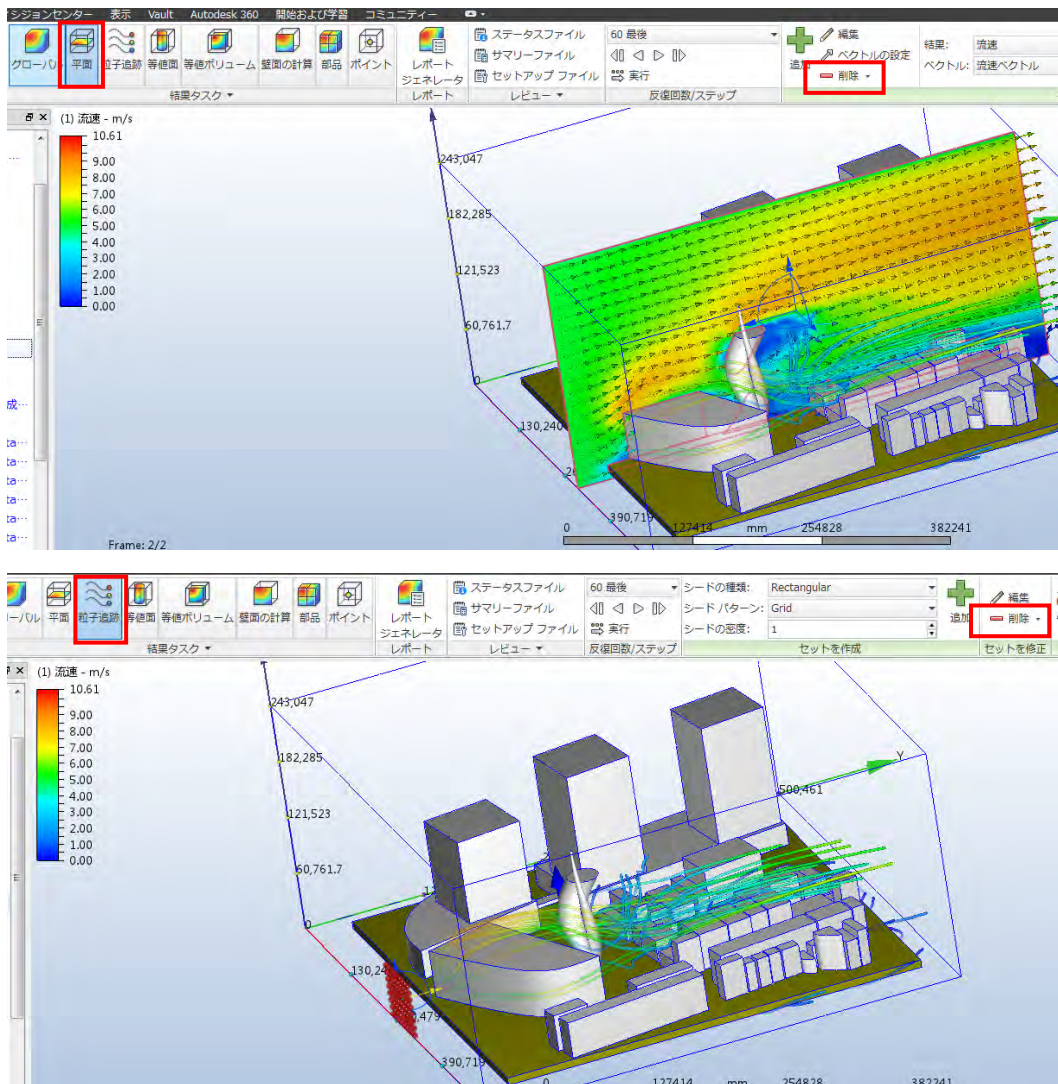 シジョンセンター 表示 Vault Autodesk 360 開始および学習 コミュニティー
グローバル 平面 粒子追跡 等値面 等値ボリューム 壁面の計算 部品 ポイント
結果タスク
レポート
ジェネレータ
レポート
ステータスファイル
サマリーファイル
セットアップ ファイル
レビュー
60 最後
実行
反復回数/ステップ
追加
編集
ベクトルの設定
削除
結果: 流速
ベクトル: 流速ベクトル
(1) 流速 - m/s
10.61
9.00
8.00
7.00
6.00
5.00
4.00
3.00
2.00
1.00
0.00
243,047
182,285
121,523
60,761.7
0
130,240
390,719
0 127414 mm 254828 382241
成…
ta…
ta…
ta…
ta…
ta…
Frame: 2/2
ーバル 平面 粒子追跡 等値面 等値ボリューム 壁面の計算 部品 ポイント
結果タスク
レポート
ジェネレータ
レポート
ステータスファイル
サマリーファイル
セットアップ ファイル
レビュー
60 最後
実行
反復回数/ステップ
シードの種類: Rectangular
シード パターン: Grid
シードの密度: 1
追加
セットを作成
編集
削除
セットを修正
(1) 流速 - m/s
10.61
9.00
8.00
7.00
6.00
5.00
4.00
3.00
2.00
1.00
0.00
243,047
182,285
121,523
60,761.7
0
Y
500,461
130,24
,479
390,719
0 127414 mm 254828 382241